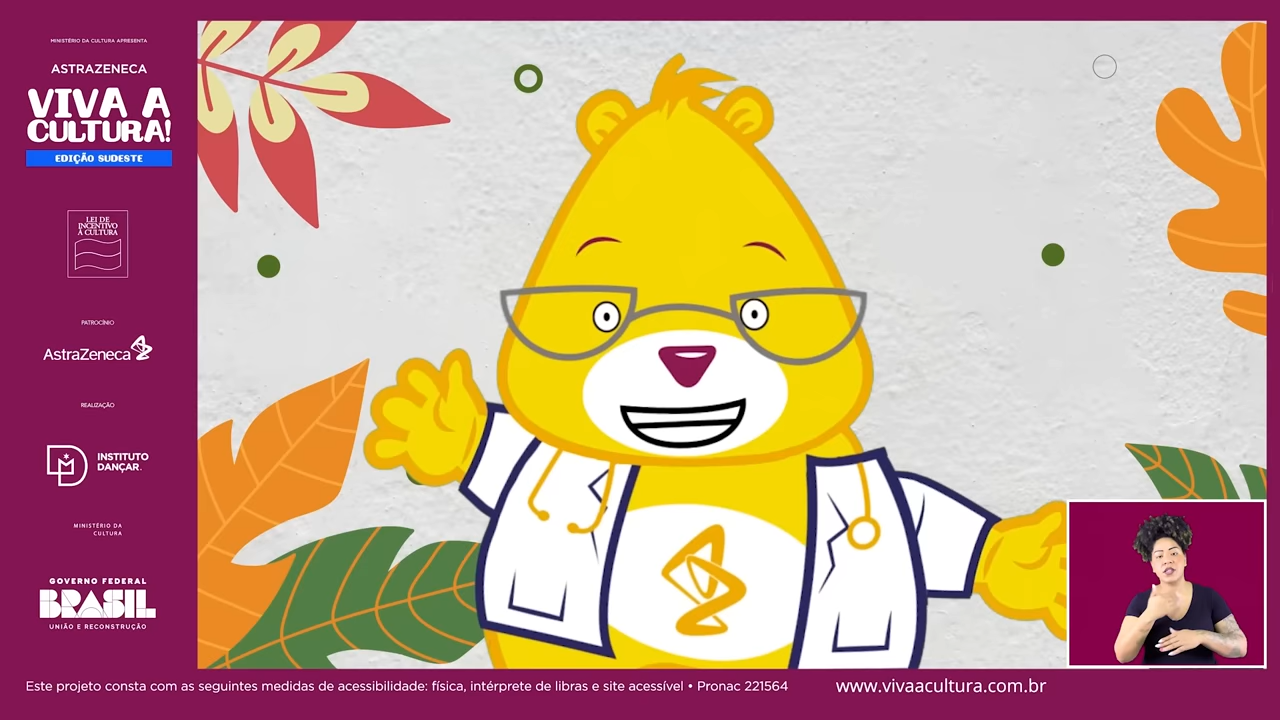 MINISTÉRIO DA CULTURA APRESENTA
ASTRAZENECA
VIVA A
CULTURA!
EDIÇÃO SUDESTE
LEI DE
INCENTIVO
À CULTURA
PATROCÍNIO
AstraZeneca
REALIZAÇÃO
INSTITUTO
DANÇAR.
MINISTÉRIO DA
CULTURA
GOVERNO FEDERAL
BRASIL
UNIÃO E RECONSTRUÇÃO
Este projeto consta com as seguintes medidas de acessibilidade: física, intérprete de libras e site acessível • Pronac 221564
www.vivaacultura.com.br